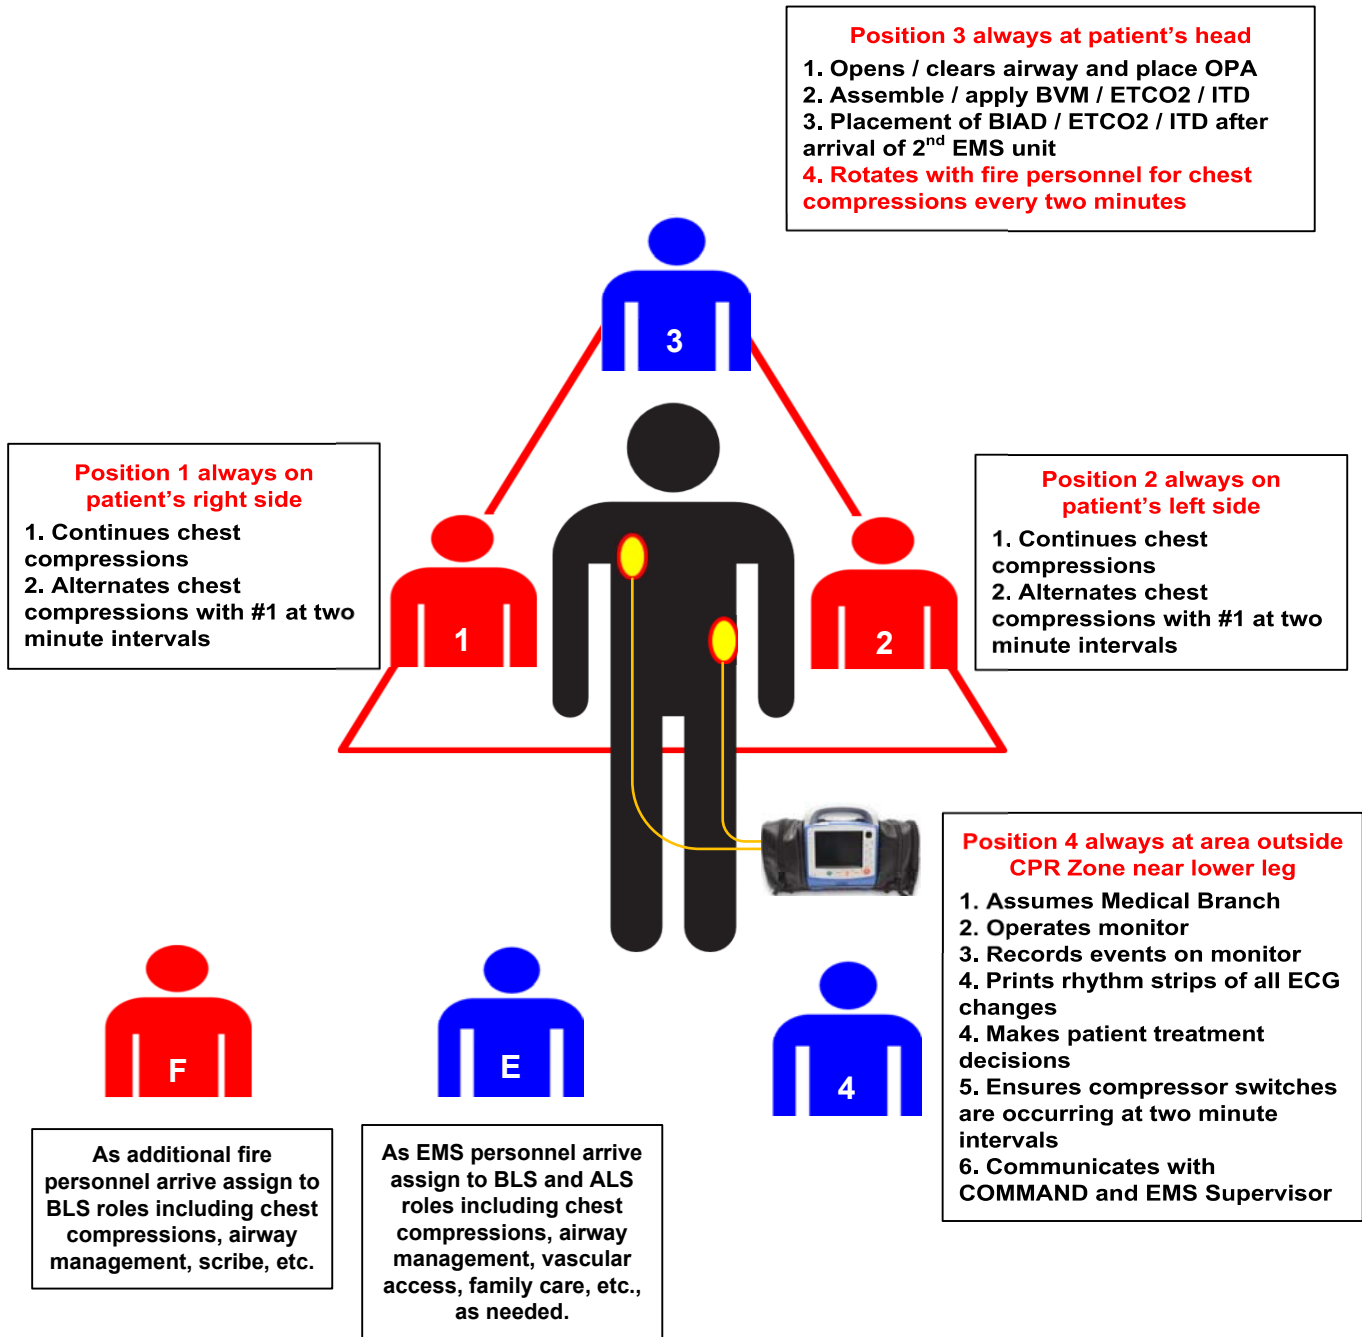 Position 3 always at patient’s head
1. Opens / clears airway and place OPA
2. Assemble / apply BVM / ETCO2 / ITD
3. Placement of BIAD / ETCO2 / ITD after
arrival of 2nd EMS unit
4. Rotates with fire personnel for chest
compressions every two minutes
3
Position 1 always on
patient’s right side
1. Continues chest
compressions
2. Alternates chest
compressions with #1 at two
minute intervals
1
2
Position 2 always on
patient’s left side
1. Continues chest
compressions
2. Alternates chest
compressions with #1 at two
minute intervals
Position 4 always at area outside
CPR Zone near lower leg
1. Assumes Medical Branch
2. Operates monitor
3. Records events on monitor
4. Prints rhythm strips of all ECG
changes
4. Makes patient treatment
decisions
5. Ensures compressor switches
are occurring at two minute
intervals
6. Communicates with
COMMAND and EMS Supervisor
F
E
4
As additional fire
personnel arrive assign to
BLS roles including chest
compressions, airway
management, scribe, etc.
As EMS personnel arrive
assign to BLS and ALS
roles including chest
compressions, airway
management, vascular
access, family care, etc.,
as needed.